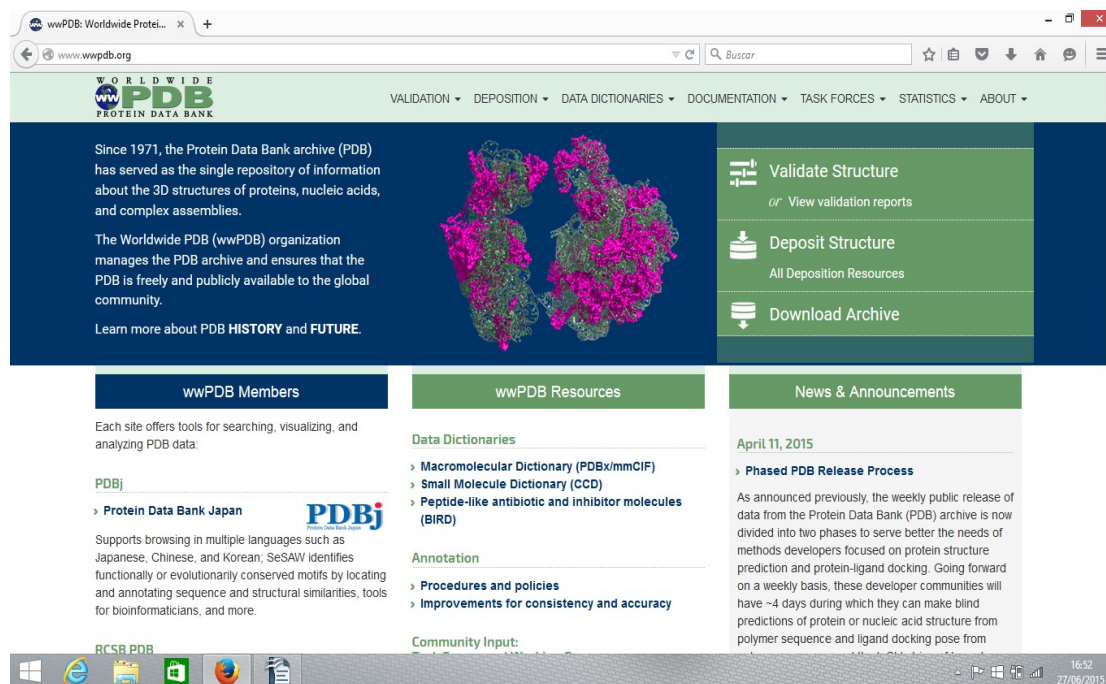 wwPDB: Worldwide Protei...
www.wwpdb.org
Buscar
WORLDWIDE
PDB
PROTEIN DATA BANK
VALIDATION DEPOSITION DATA DICTIONARIES DOCUMENTATION TASK FORCES STATISTICS ABOUT
Since 1971, the Protein Data Bank archive (PDB)
has served as the single repository of information
about the 3D structures of proteins, nucleic acids,
and complex assemblies.
The Worldwide PDB (wwPDB) organization
manages the PDB archive and ensures that the
PDB is freely and publicly available to the global
community.
Learn more about PDB HISTORY and FUTURE.
Validate Structure
or View validation reports
Deposit Structure
All Deposition Resources
Download Archive
wwPDB Members
Each site offers tools for searching, visualizing, and
analyzing PDB data:
PDBj
› Protein Data Bank Japan
PDBj
Protein Data Bank Japan
Supports browsing in multiple languages such as
Japanese, Chinese, and Korean; SeSAW identifies
functionally or evolutionarily conserved motifs by locating
and annotating sequence and structural similarities, tools
for bioinformaticians, and more.
RCSB PDB
wwPDB Resources
Data Dictionaries
› Macromolecular Dictionary (PDBx/mmCIF)
› Small Molecule Dictionary (CCD)
› Peptide-like antibiotic and inhibitor molecules
(BIRD)
Annotation
› Procedures and policies
› Improvements for consistency and accuracy
Community Input:
News & Announcements
April 11, 2015
› Phased PDB Release Process
As announced previously, the weekly public release of
data from the Protein Data Bank (PDB) archive is now
divided into two phases to serve better the needs of
methods developers focused on protein structure
prediction and protein-ligand docking. Going forward
on a weekly basis, these developer communities will
have ~4 days during which they can make blind
predictions of protein or nucleic acid structure from
polymer sequence and ligand docking pose from
16:52
27/06/2015